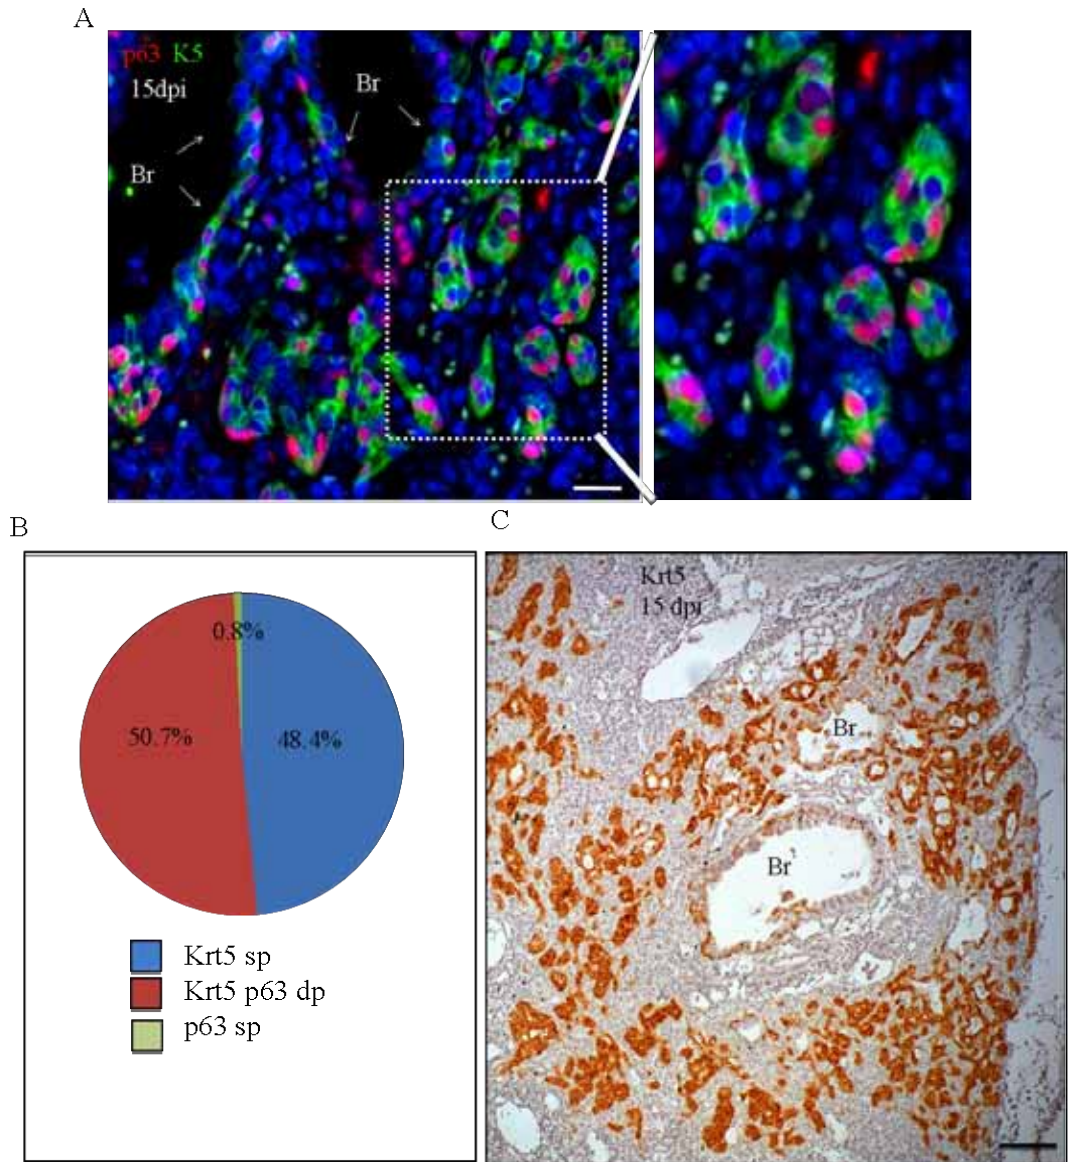 A
p63 K5
15dpi
Br
Br
B
C
0.8%
50.7%
48.4%
Krt5 sp
Krt5 p63 dp
p63 sp
Krt5
15 dpi
Br
Br